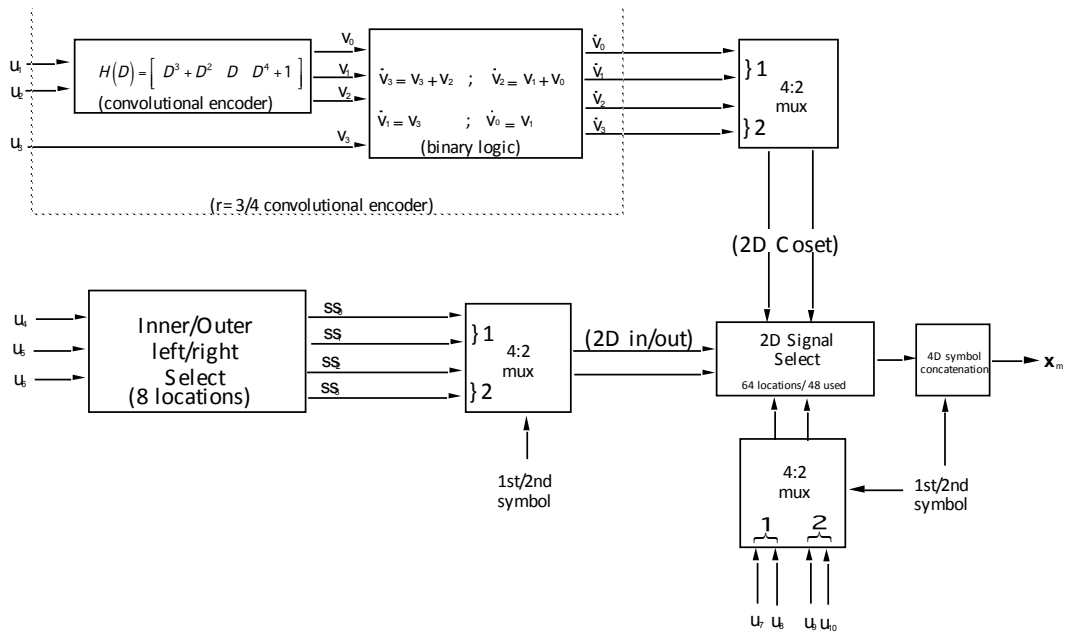 u₁
u₂
u₃
H(D) = [ D³ + D² D D⁴ + 1 ]
(convolutional encoder)
v₀
v₁
v₂
v₃
v̇₃ = v₃ + v₂ ; v̇₂ = v₁ + v₀
v̇₁ = v₃ ; v̇₀ = v₁
(binary logic)
v̇₀
v̇₁
v̇₂
v̇₃
} 1
4:2
mux
} 2
(r= 3/4 convolutional encoder)
(2D Coset)
u₄
u₅
u₆
Inner/Outer
left/right
Select
(8 locations)
ss₀
ss₁
ss₂
ss₃
} 1
4:2
mux
} 2
1st/2nd
symbol
(2D in/out)
2D Signal
Select
64 locations/ 48 used
4D symbol
concatenation
xₘ
4:2
mux
1 2
1st/2nd
symbol
u₇ u₈ u₉ u₁₀